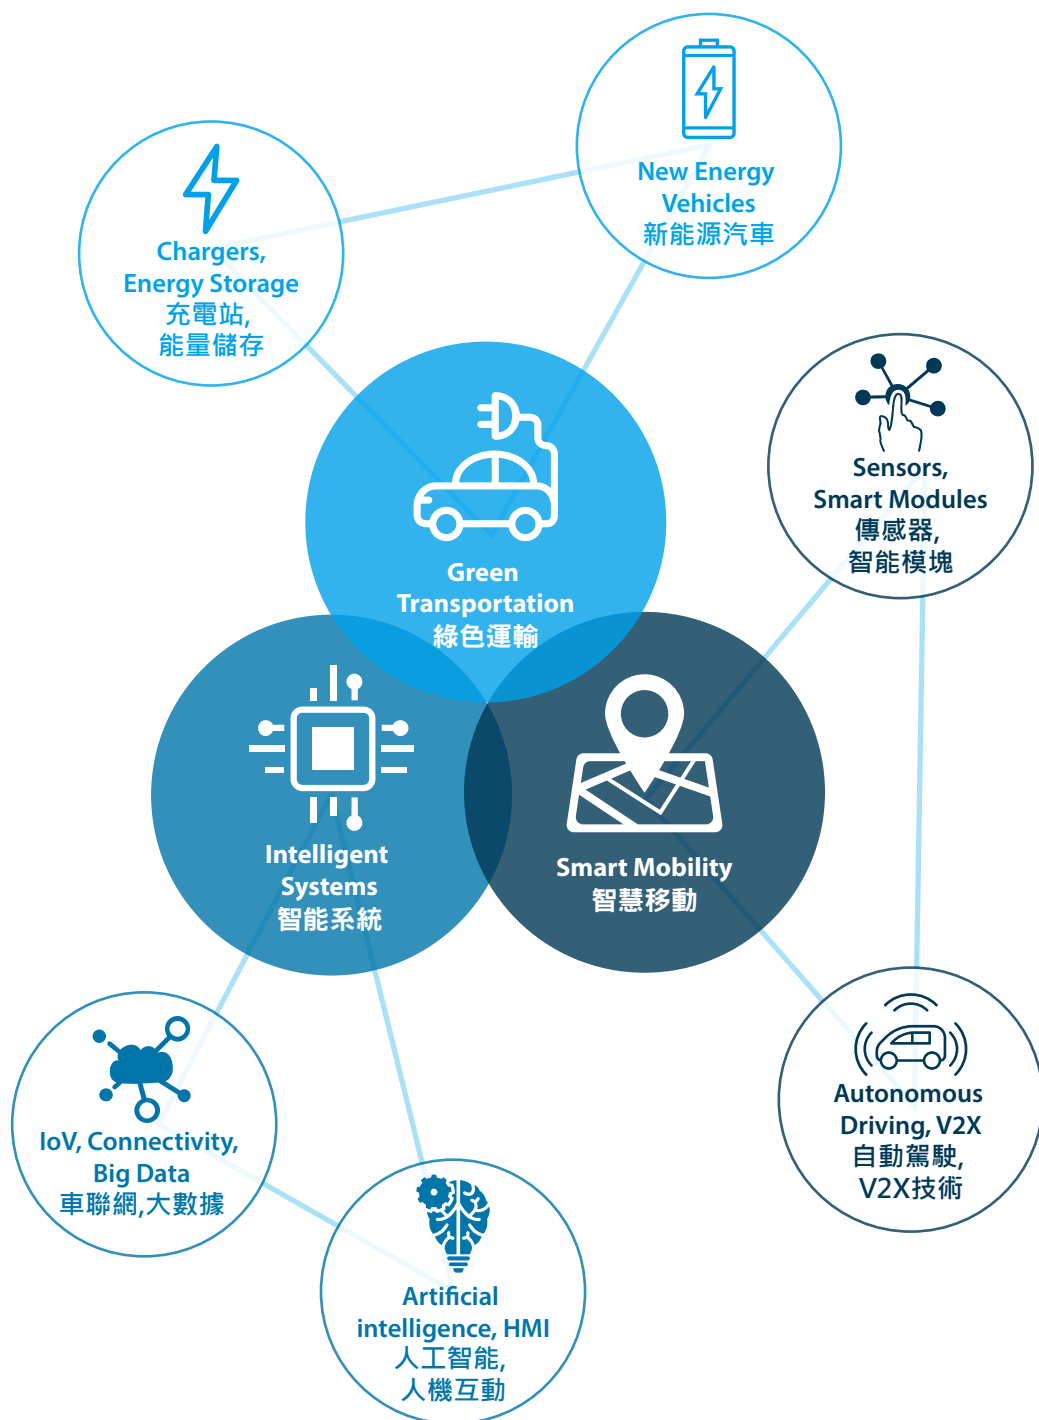 New Energy
Vehicles
新能源汽車
Chargers,
Energy Storage
充電站,
能量儲存
Sensors,
Smart Modules
傳感器,
智能模塊
Green
Transportation
綠色運輸
Intelligent
Systems
智能系統
Smart Mobility
智慧移動
Autonomous
Driving, V2X
自動駕駛,
V2X技術
IoV, Connectivity,
Big Data
車聯網,大數據
Artificial
intelligence, HMI
人工智能,
人機互動